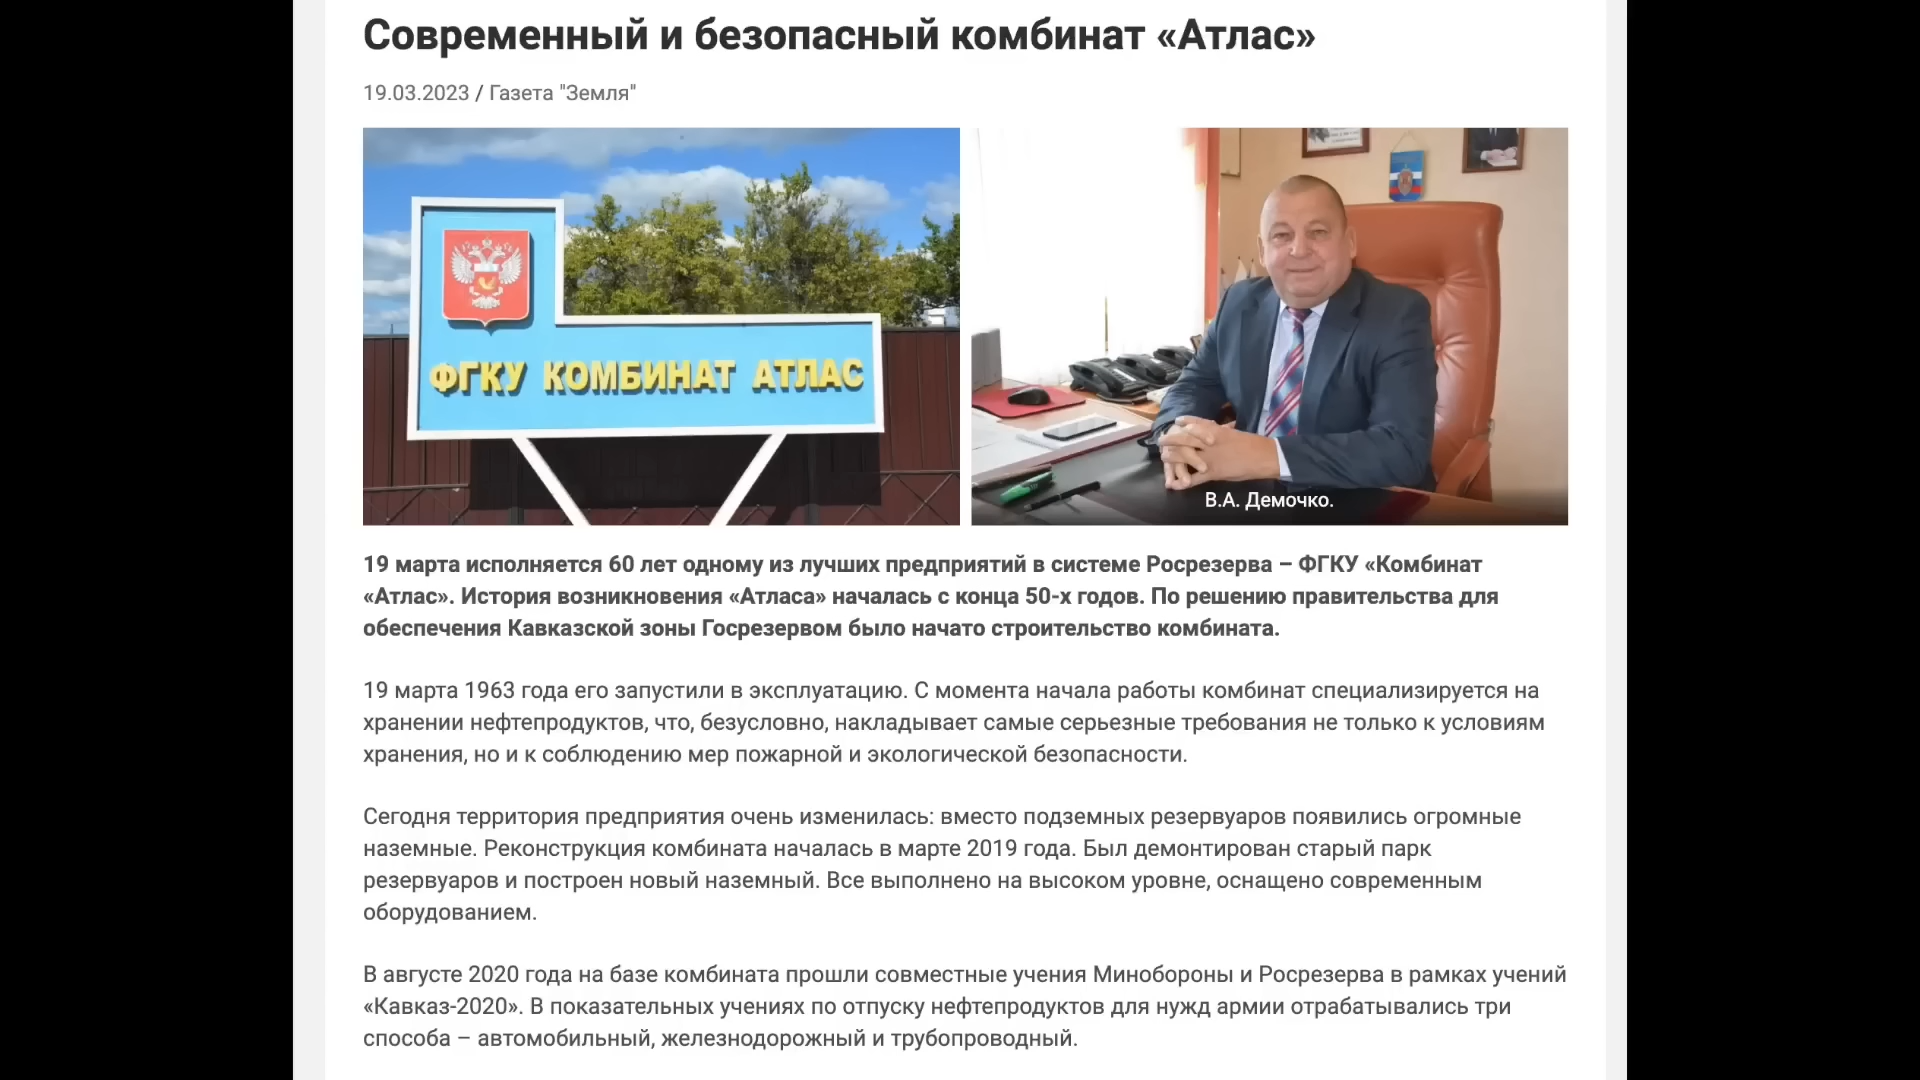 Современный и безопасный комбинат «Атлас»
19.03.2023 / Газета "Земля"
ФГКУ КОМБИНАТ АТЛАС
В.А. Демочко.
19 марта исполняется 60 лет одному из лучших предприятий в системе Росрезерва – ФГКУ «Комбинат
«Атлас». История возникновения «Атласа» началась с конца 50-х годов. По решению правительства для
обеспечения Кавказской зоны Госрезервом было начато строительство комбината.
19 марта 1963 года его запустили в эксплуатацию. С момента начала работы комбинат специализируется на
хранении нефтепродуктов, что, безусловно, накладывает самые серьезные требования не только к условиям
хранения, но и к соблюдению мер пожарной и экологической безопасности.
Сегодня территория предприятия очень изменилась: вместо подземных резервуаров появились огромные
наземные. Реконструкция комбината началась в марте 2019 года. Был демонтирован старый парк
резервуаров и построен новый наземный. Все выполнено на высоком уровне, оснащено современным
оборудованием.
В августе 2020 года на базе комбината прошли совместные учения Минобороны и Росрезерва в рамках учений
«Кавказ-2020». В показательных учениях по отпуску нефтепродуктов для нужд армии отрабатывались три
способа – автомобильный, железнодорожный и трубопроводный.